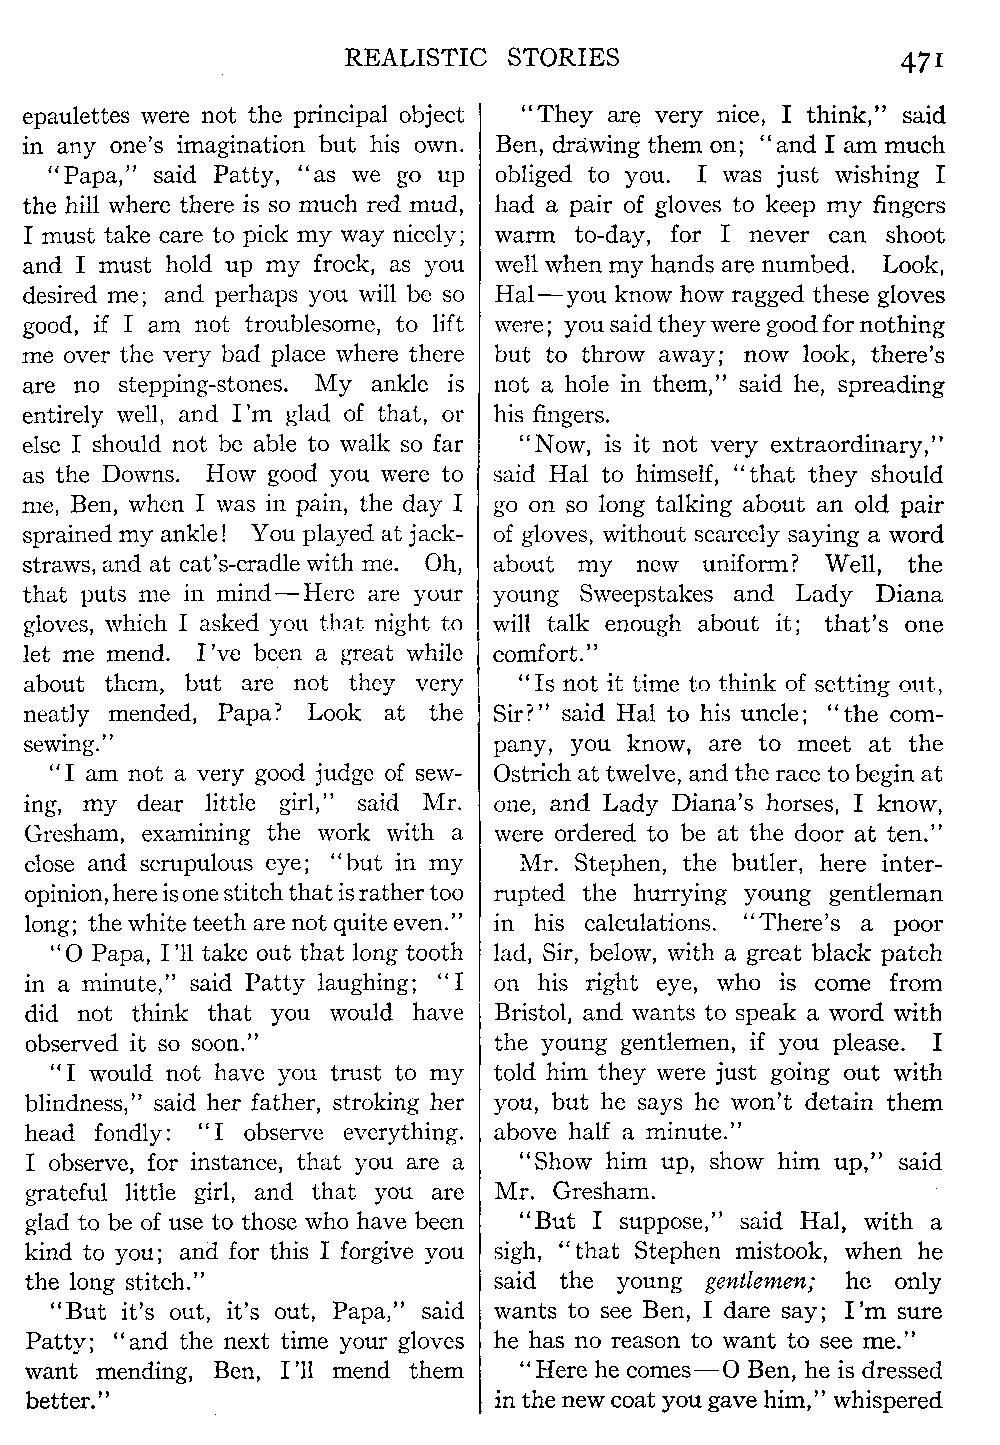 REALISTIC STORIES 471
epaulettes were not the principal object
in any one's imagination but his own.
"Papa," said Patty, "as we go up
the hill where there is so much red mud,
I must take care to pick my way nicely;
and I must hold up my frock, as you
desired me; and perhaps you will be so
good, if I am not troublesome, to lift
me over the very bad place where there
are no stepping-stones. My ankle is
entirely well, and I'm glad of that, or
else I should not be able to walk so far
as the Downs. How good you were to
me, Ben, when I was in pain, the day I
sprained my ankle! You played at jack-
straws, and at cat's-cradle with me. Oh,
that puts me in mind—Here are your
gloves, which I asked you that night to
let me mend. I've been a great while
about them, but are not they very
neatly mended, Papa? Look at the
sewing."
"I am not a very good judge of sew-
ing, my dear little girl," said Mr.
Gresham, examining the work with a
close and scrupulous eye; "but in my
opinion, here is one stitch that is rather too
long; the white teeth are not quite even."
"O Papa, I'll take out that long tooth
in a minute," said Patty laughing; "I
did not think that you would have
observed it so soon."
"I would not have you trust to my
blindness," said her father, stroking her
head fondly: "I observe everything.
I observe, for instance, that you are a
grateful little girl, and that you are
glad to be of use to those who have been
kind to you; and for this I forgive you
the long stitch."
"But it's out, it's out, Papa," said
Patty; "and the next time your gloves
want mending, Ben, I'll mend them
better."
"They are very nice, I think," said
Ben, drawing them on; "and I am much
obliged to you. I was just wishing I
had a pair of gloves to keep my fingers
warm to-day, for I never can shoot
well when my hands are numbed. Look,
Hal—you know how ragged these gloves
were; you said they were good for nothing
but to throw away; now look, there's
not a hole in them," said he, spreading
his fingers.
"Now, is it not very extraordinary,"
said Hal to himself, "that they should
go on so long talking about an old pair
of gloves, without scarcely saying a word
about my new uniform? Well, the
young Sweepstakes and Lady Diana
will talk enough about it; that's one
comfort."
"Is not it time to think of setting out,
Sir?" said Hal to his uncle; "the com-
pany, you know, are to meet at the
Ostrich at twelve, and the race to begin at
one, and Lady Diana's horses, I know,
were ordered to be at the door at ten."
Mr. Stephen, the butler, here inter-
rupted the hurrying young gentleman
in his calculations. "There's a poor
lad, Sir, below, with a great black patch
on his right eye, who is come from
Bristol, and wants to speak a word with
the young gentlemen, if you please. I
told him they were just going out with
you, but he says he won't detain them
above half a minute."
"Show him up, show him up," said
Mr. Gresham.
"But I suppose," said Hal, with a
sigh, "that Stephen mistook, when he
said the young gentlemen; he only
wants to see Ben, I dare say; I'm sure
he has no reason to want to see me."
"Here he comes—O Ben, he is dressed
in the new coat you gave him," whispered